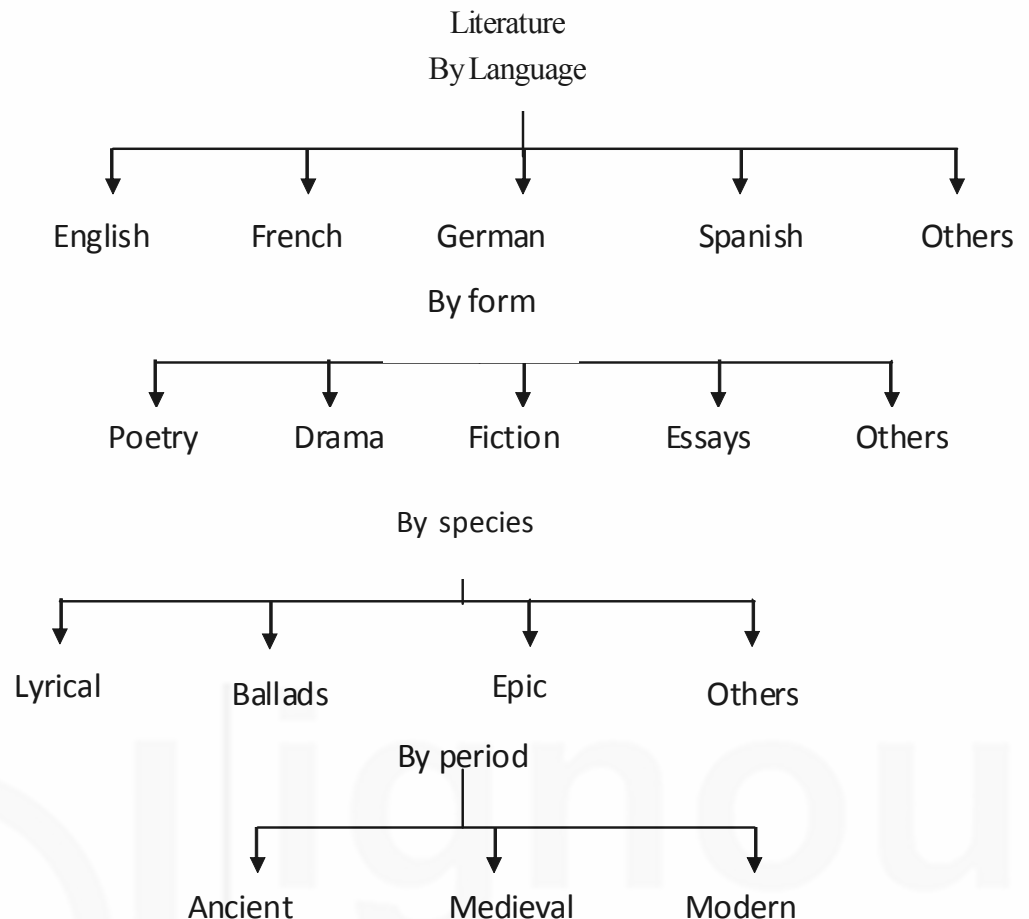 Literature
By Language
English French German Spanish Others
By form
Poetry Drama Fiction Essays Others
By species
Lyrical Ballads Epic Others
By period
Ancient Medieval Modern
ignou